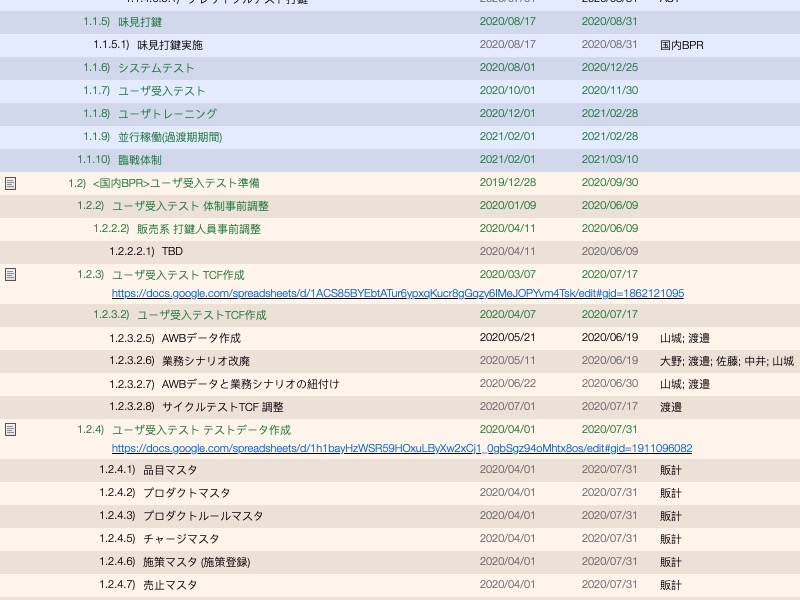 1.1.5) 味見打鍵 2020/08/17 2020/08/31
1.1.5.1) 味見打鍵実施 2020/08/17 2020/08/31 国内BPR
1.1.6) システムテスト 2020/08/01 2020/12/25
1.1.7) ユーザ受入テスト 2020/10/01 2020/11/30
1.1.8) ユーザトレーニング 2020/12/01 2021/02/28
1.1.9) 並行稼働(過渡期期間) 2021/02/01 2021/02/28
1.1.10) 臨戦体制 2021/02/01 2021/03/10
1.2) <国内BPR>ユーザ受入テスト準備 2019/12/28 2020/09/30
1.2.2) ユーザ受入テスト 体制事前調整 2020/01/09 2020/06/09
1.2.2.2) 販売系 打鍵人員事前調整 2020/04/11 2020/06/09
1.2.2.2.1) TBD 2020/04/11 2020/06/09
1.2.3) ユーザ受入テスト TCF作成 2020/03/07 2020/07/17
https://docs.google.com/spreadsheets/d/1ACS85BYEbtATur6ypxqKucr8gGqzy6IMeJOPYvm4Tsk/edit#gid=1862121095
1.2.3.2) ユーザ受入テストTCF作成 2020/04/07 2020/07/17
1.2.3.2.5) AWBデータ作成 2020/05/21 2020/06/19 山城; 渡邉
1.2.3.2.6) 業務シナリオ改廃 2020/05/11 2020/06/19 大野; 渡邉; 佐藤; 中井; 山城
1.2.3.2.7) AWBデータと業務シナリオの紐付け 2020/06/22 2020/06/30 山城; 渡邉
1.2.3.2.8) サイクルテストTCF 調整 2020/07/01 2020/07/17 渡邉
1.2.4) ユーザ受入テスト テストデータ作成 2020/04/01 2020/07/31
https://docs.google.com/spreadsheets/d/1h1bayHzWSR59HOxuLByXw2xCj1_0gbSgz94oMhtx8os/edit#gid=1911096082
1.2.4.1) 品目マスタ 2020/04/01 2020/07/31 販計
1.2.4.2) プロダクトマスタ 2020/04/01 2020/07/31 販計
1.2.4.3) プロダクトルールマスタ 2020/04/01 2020/07/31 販計
1.2.4.5) チャージマスタ 2020/04/01 2020/07/31 販計
1.2.4.6) 施策マスタ (施策登録) 2020/04/01 2020/07/31 販計
1.2.4.7) 売止マスタ 2020/04/01 2020/07/31 販計